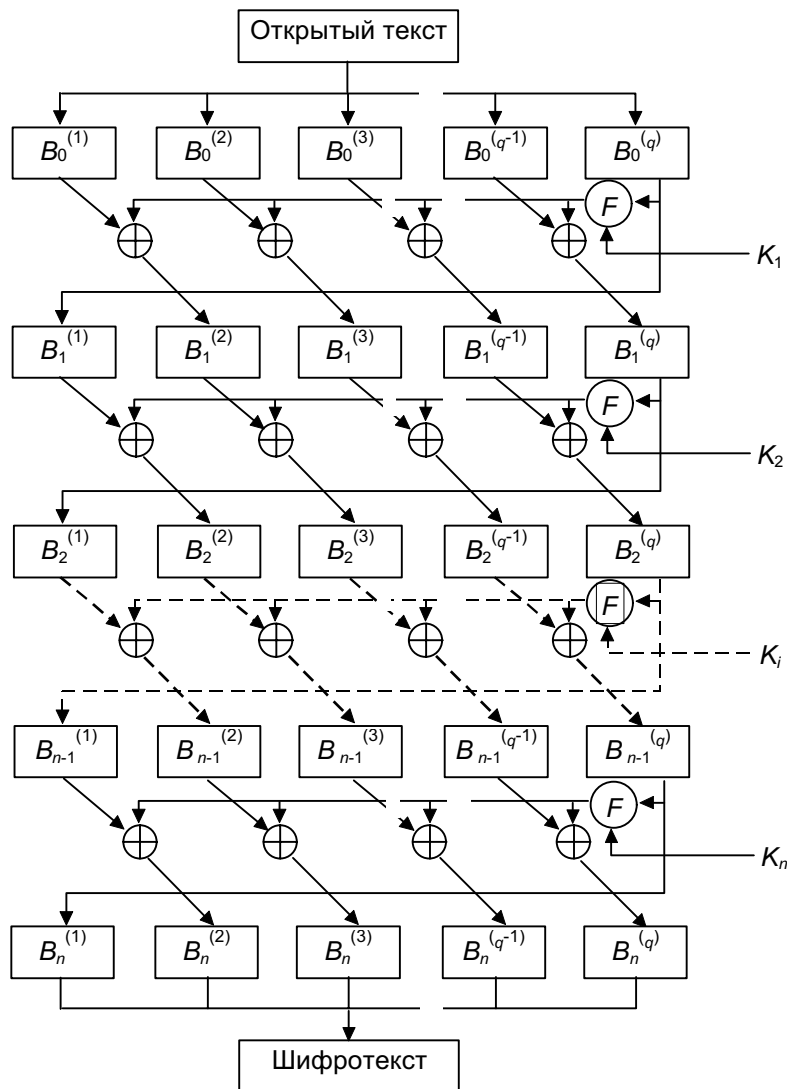 Открытый текст
B₀⁽¹⁾ B₀⁽²⁾ B₀⁽³⁾ B₀⁽q⁻¹⁾ B₀⁽q⁾
F
K₁
B₁⁽¹⁾ B₁⁽²⁾ B₁⁽³⁾ B₁⁽q⁻¹⁾ B₁⁽q⁾
F
K₂
B₂⁽¹⁾ B₂⁽²⁾ B₂⁽³⁾ B₂⁽q⁻¹⁾ B₂⁽q⁾
F
Kᵢ
Bₙ₋₁⁽¹⁾ Bₙ₋₁⁽²⁾ Bₙ₋₁⁽³⁾ Bₙ₋₁⁽q⁻¹⁾ Bₙ₋₁⁽q⁾
F
Kₙ
Bₙ⁽¹⁾ Bₙ⁽²⁾ Bₙ⁽³⁾ Bₙ⁽q⁻¹⁾ Bₙ⁽q⁾
Шифротекст